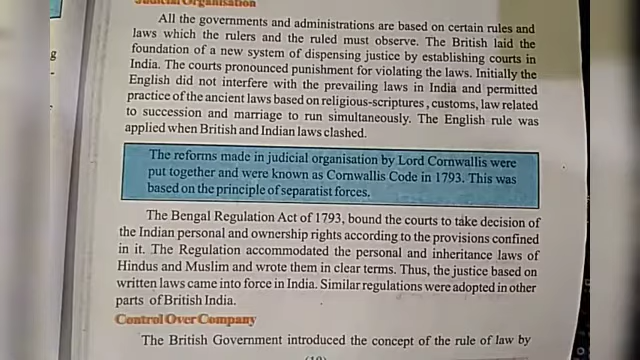 Judicial Organisation
All the governments and administrations are based on certain rules and
laws which the rulers and the ruled must observe. The British laid the
foundation of a new system of dispensing justice by establishing courts in
India. The courts pronounced punishment for violating the laws. Initially the
English did not interfere with the prevailing laws in India and permitted
practice of the ancient laws based on religious-scriptures, customs, law related
to succession and marriage to run simultaneously. The English rule was
applied when British and Indian laws clashed.
The reforms made in judicial organisation by Lord Cornwallis were
put together and were known as Cornwallis Code in 1793. This was
based on the principle of separatist forces.
The Bengal Regulation Act of 1793, bound the courts to take decision of
the Indian personal and ownership rights according to the provisions confined
in it. The Regulation accommodated the personal and inheritance laws of
Hindus and Muslim and wrote them in clear terms. Thus, the justice based on
written laws came into force in India. Similar regulations were adopted in other
parts of British India.
Control Over Company
The British Government introduced the concept of the rule of law by